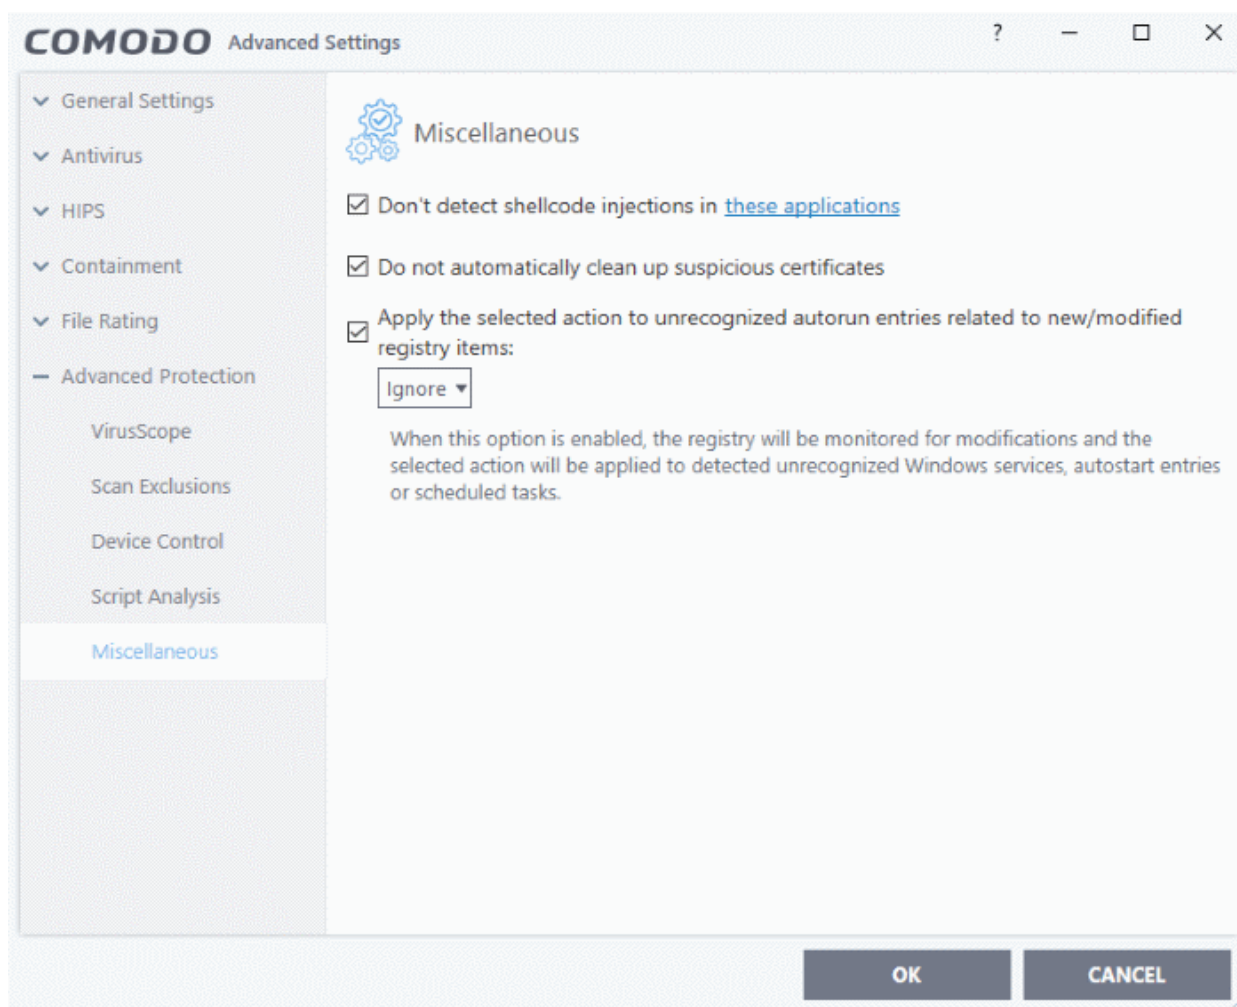 COMODO Advanced Settings ?
General Settings
Antivirus
HIPS
Containment
File Rating
Advanced Protection
VirusScope
Scan Exclusions
Device Control
Script Analysis
Miscellaneous
Miscellaneous
Don't detect shellcode injections in these applications
Do not automatically clean up suspicious certificates
Apply the selected action to unrecognized autorun entries related to new/modified
registry items:
Ignore
When this option is enabled, the registry will be monitored for modifications and the
selected action will be applied to detected unrecognized Windows services, autostart entries
or scheduled tasks.
OK CANCEL